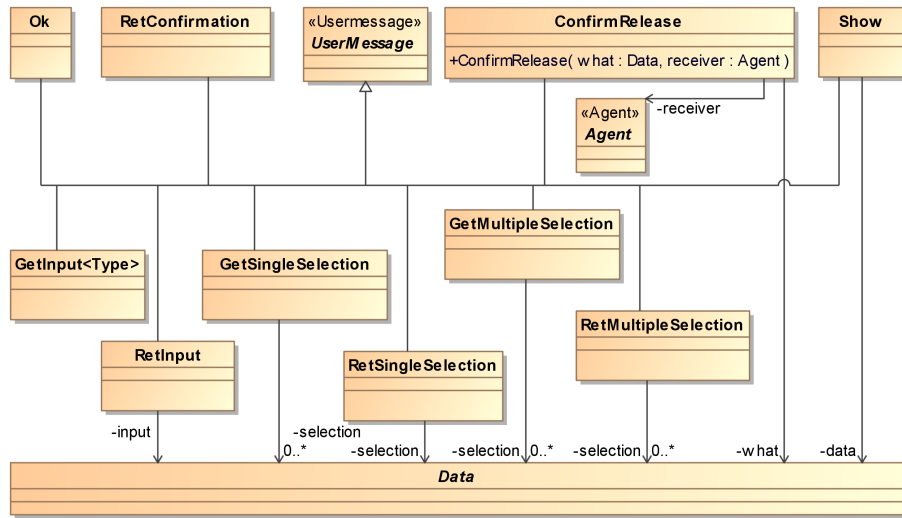 Ok
RetConfirmation
«Usermessage»
UserMessage
ConfirmRelease
+ConfirmRelease( what : Data, receiver : Agent )
Show
«Agent»
Agent
-receiver
GetInput<Type>
GetSingleSelection
GetMultipleSelection
RetInput
RetSingleSelection
RetMultipleSelection
-input
-selection
0..*
-selection
-selection
0..*
-selection
0..*
-what
-data
Data